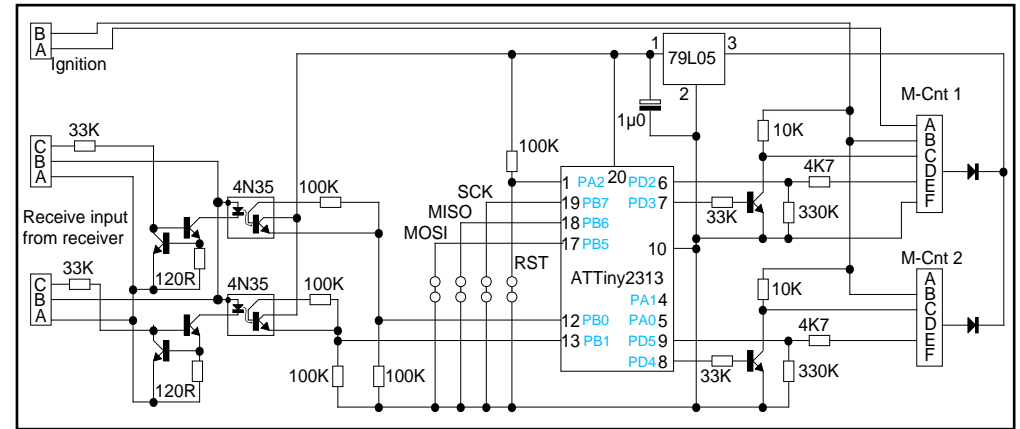 B
A
Ignition
33K
C
B
A
Receive input
from receiver
120R
4N35
100K
33K
C
B
A
120R
4N35
100K
100K
100K
MOSI
MISO
SCK
RST
100K
1µ0
1
79L05
3
2
20
1 PA2
19 PB7
18 PB6
17 PB5
12 PB0
13 PB1
PD2 6
PD3 7
10
ATTiny2313
PA1 4
PA0 5
PD5 9
PD4 8
33K
10K
4K7
330K
M-Cnt 1
A
B
C
D
E
F
33K
10K
4K7
330K
M-Cnt 2
A
B
C
D
E
F